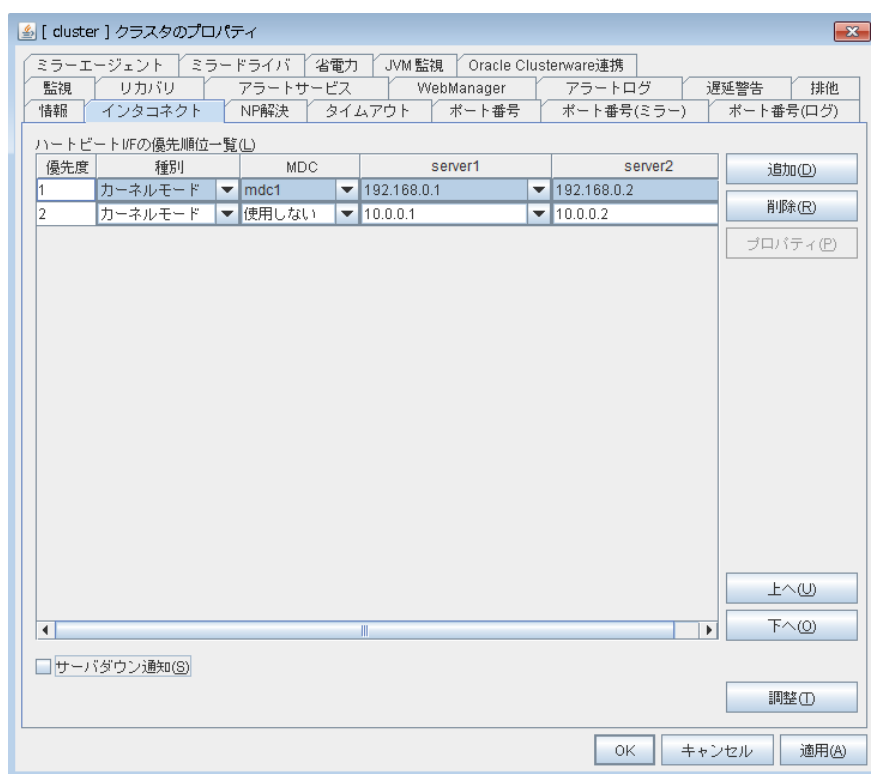 [ cluster ] クラスタのプロパティ
ミラーエージェント ミラードライバ 省電力 JVM 監視 Oracle Clusterware連携
監視 リカバリ アラートサービス WebManager アラートログ 遅延警告 排他
情報 インタコネクト NP解決 タイムアウト ポート番号 ポート番号(ミラー) ポート番号(ログ)
ハートビートI/Fの優先順位一覧(L)
優先度 種別 MDC server1 server2
1 カーネルモード mdc1 192.168.0.1 192.168.0.2
2 カーネルモード 使用しない 10.0.0.1 10.0.0.2
追加(D)
削除(R)
プロパティ(P)
上へ(U)
下へ(O)
サーバダウン通知(S)
調整(T)
OK キャンセル 適用(A)